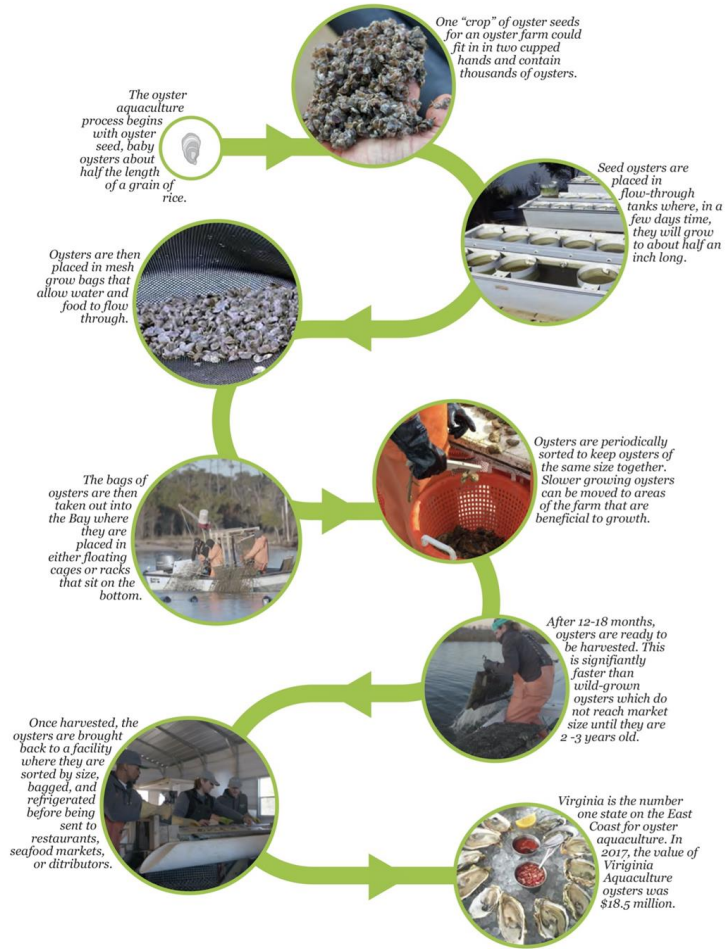 The oyster
aquaculture
process begins
with oyster
seed, baby
oysters about
half the length
of a grain of
rice.
One “crop” of oyster seeds
for an oyster farm could
fit in in two cupped
hands and contain
thousands of oysters.
Seed oysters are
placed in
flow-through
tanks where, in a
few days time,
they will grow
to about half an
inch long.
Oysters are then
placed in mesh
grow bags that
allow water and
food to flow
through.
The bags of
oysters are then
taken out into
the Bay where
they are
placed in
either floating
cages or racks
that sit on the
bottom.
Oysters are periodically
sorted to keep oysters of
the same size together.
Slower growing oysters
can be moved to areas
of the farm that are
beneficial to growth.
After 12-18 months,
oysters are ready to
be harvested. This
is signifiantly
faster than
wild-grown
oysters which do
not reach market
size until they are
2 -3 years old.
Once harvested, the
oysters are brought
back to a facility
where they are
sorted by size,
bagged, and
refrigerated
before being
sent to
restaurants,
seafood markets,
or ditributors.
Virginia is the number
one state on the East
Coast for oyster
aquaculture. In
2017, the value of
Viriginia
Aquaculture
oysters was
$18.5 million.